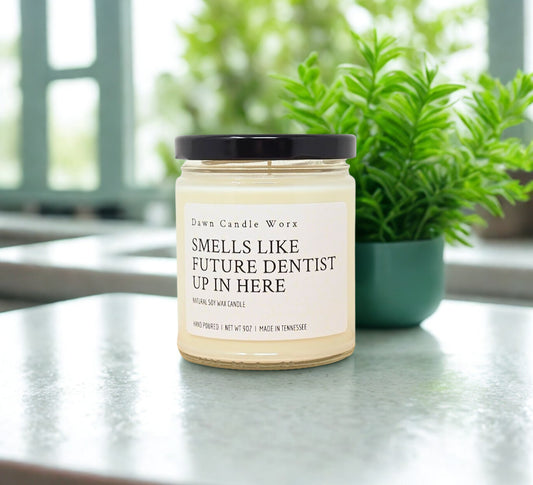 Dawn Candle Worx
SMELLS LIKE
FUTURE DENTIST
UP IN HERE
NATURAL SOY WAX CANDLE
HAND POURED | NET WT 9OZ | MADE IN TENNESSEE